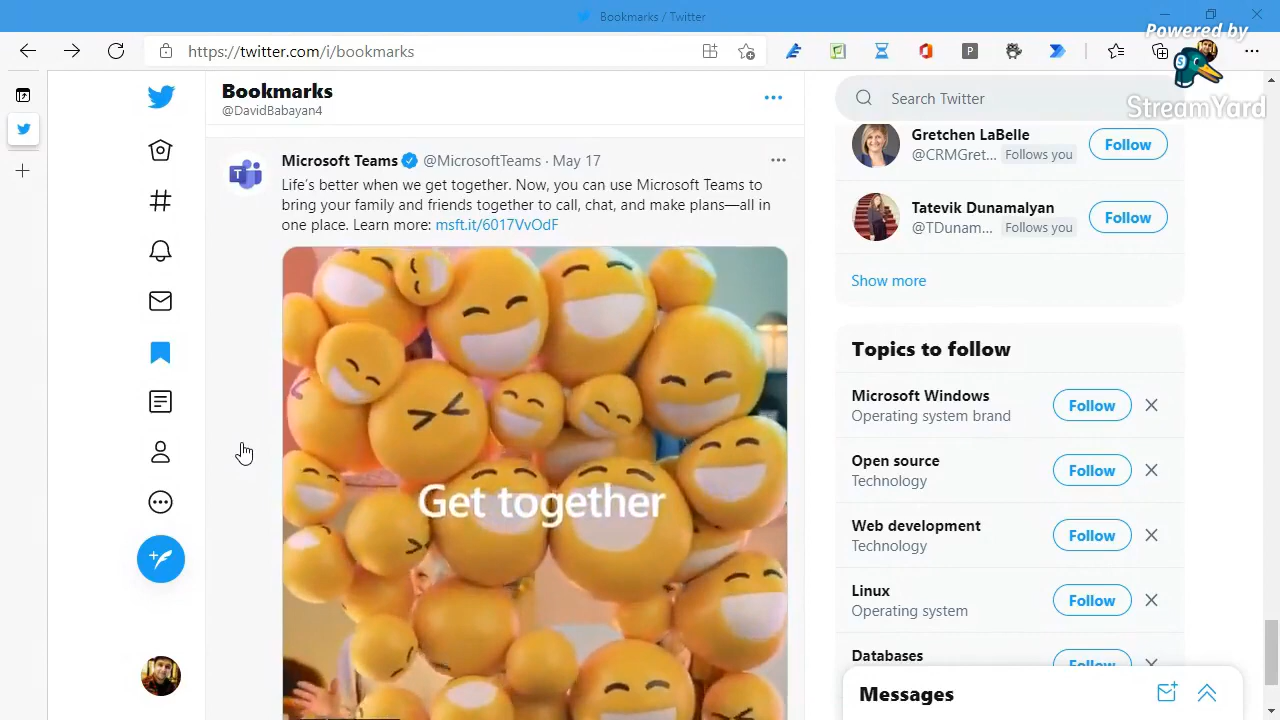 Bookmarks / Twitter
https://twitter.com/i/bookmarks
Powered by
StreamYard
Bookmarks
@DavidBabayan4
Microsoft Teams @MicrosoftTeams · May 17
Life's better when we get together. Now, you can use Microsoft Teams to
bring your family and friends together to call, chat, and make plans—all in
one place. Learn more: msft.it/6017VvOdF
Get together
Search Twitter
Gretchen LaBelle
@CRMGret... Follows you
Follow
Tatevik Dunamalyan
@TDunam... Follows you
Follow
Show more
Topics to follow
Microsoft Windows
Operating system brand
Follow
Open source
Technology
Follow
Web development
Technology
Follow
Linux
Operating system
Follow
Databases
Follow
Messages